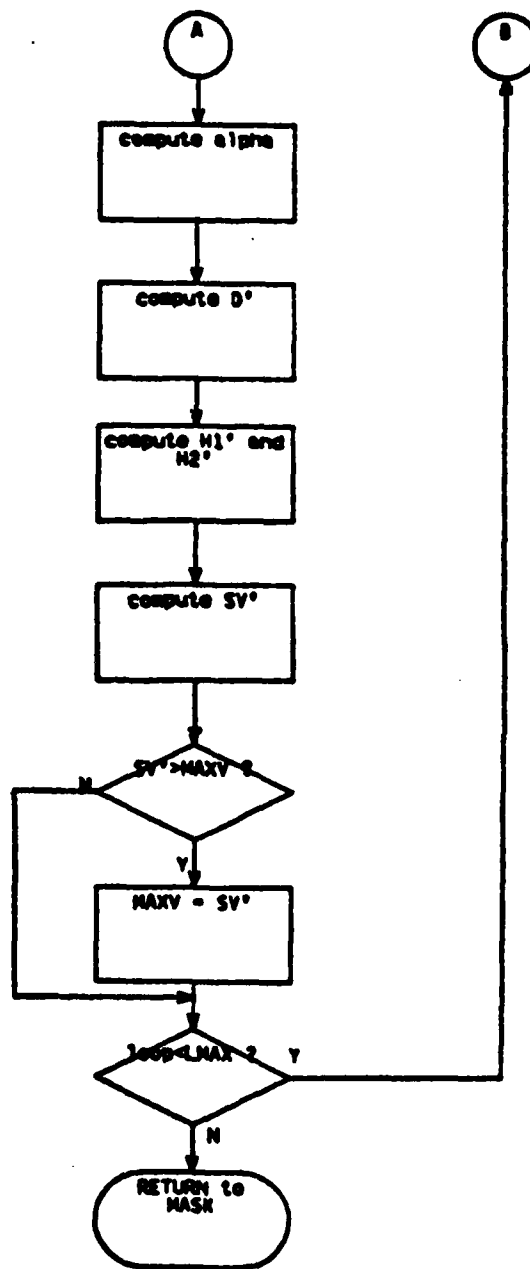 A
B
compute alpha
compute D'
compute H1' and
H2'
compute SV'
SV'>MAXV ?
N
Y
MAXV = SV'
loop<LMAX ?
Y
N
RETURN to
MASK